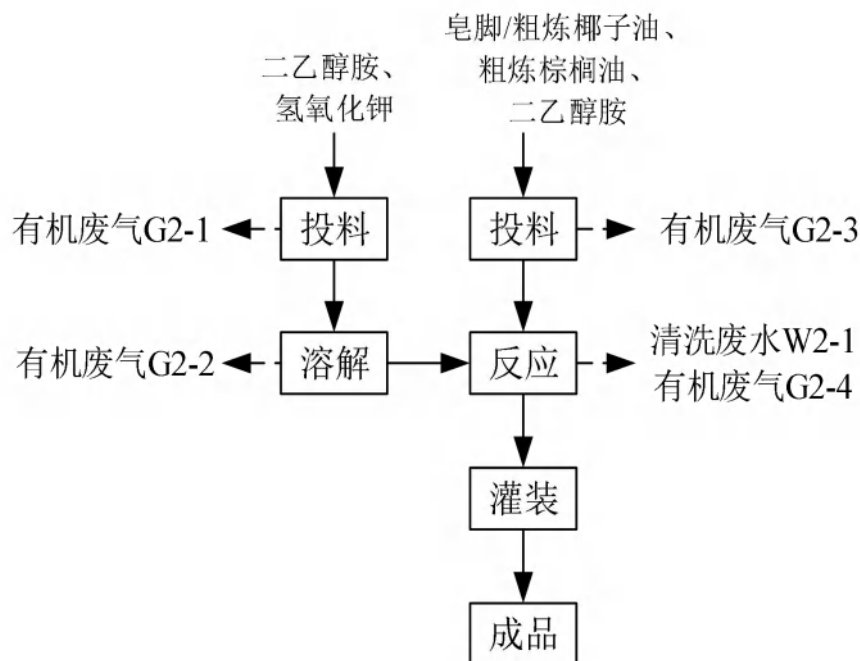 二乙醇胺、
氢氧化钾
皂脚/粗炼椰子油、
粗炼棕榈油、
二乙醇胺
有机废气G2-1
投料
投料
有机废气G2-3
有机废气G2-2
溶解
反应
清洗废水W2-1
有机废气G2-4
灌装
成品